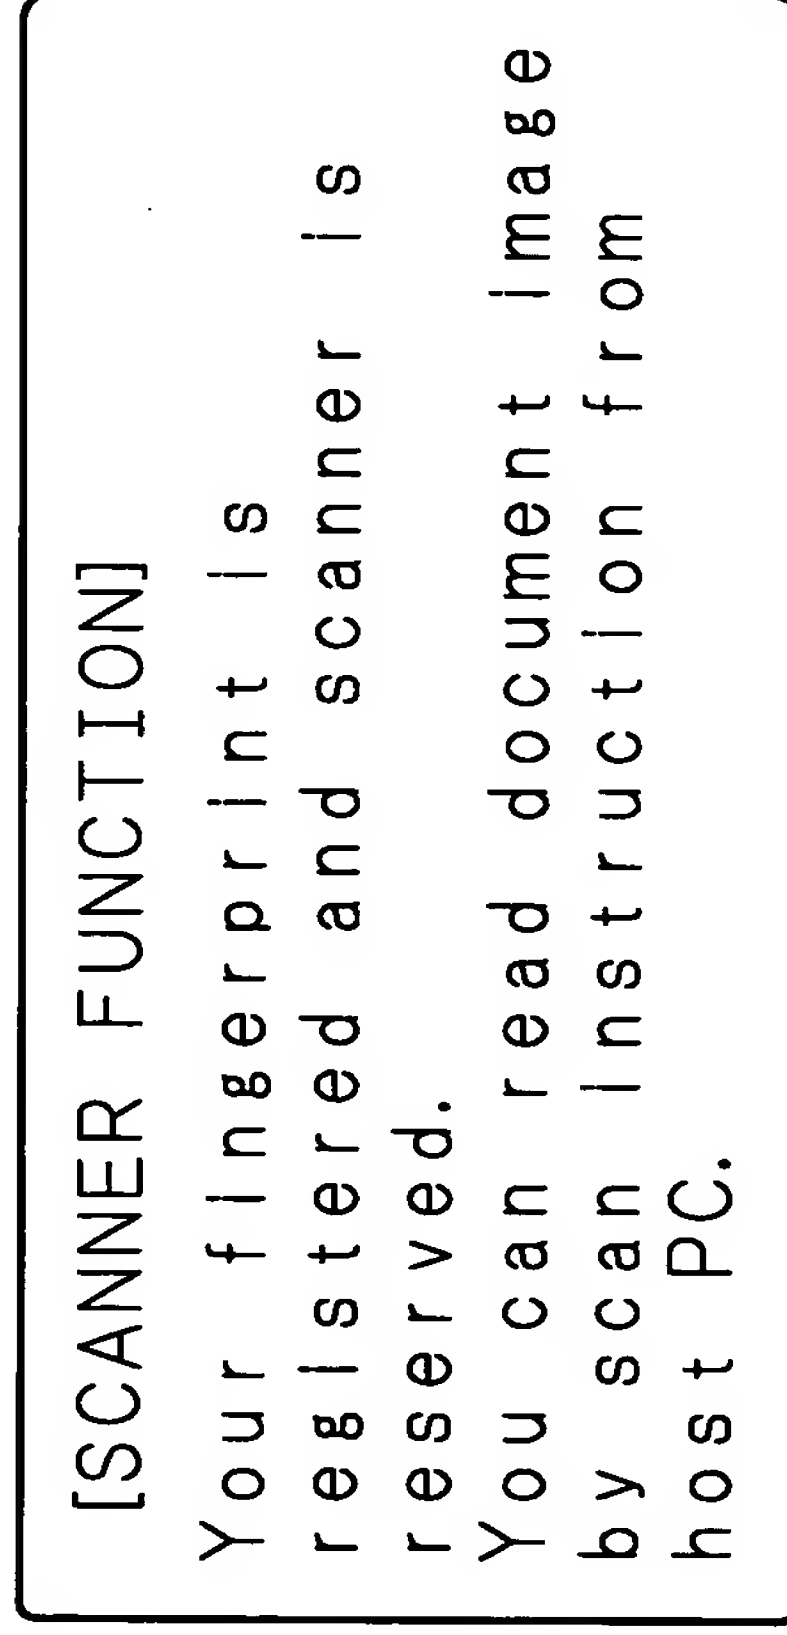 [SCANNER FUNCTION]
Your fingerprint is
registered and scanner is
reserved.
You can read document image
by scan instruction from
host PC.